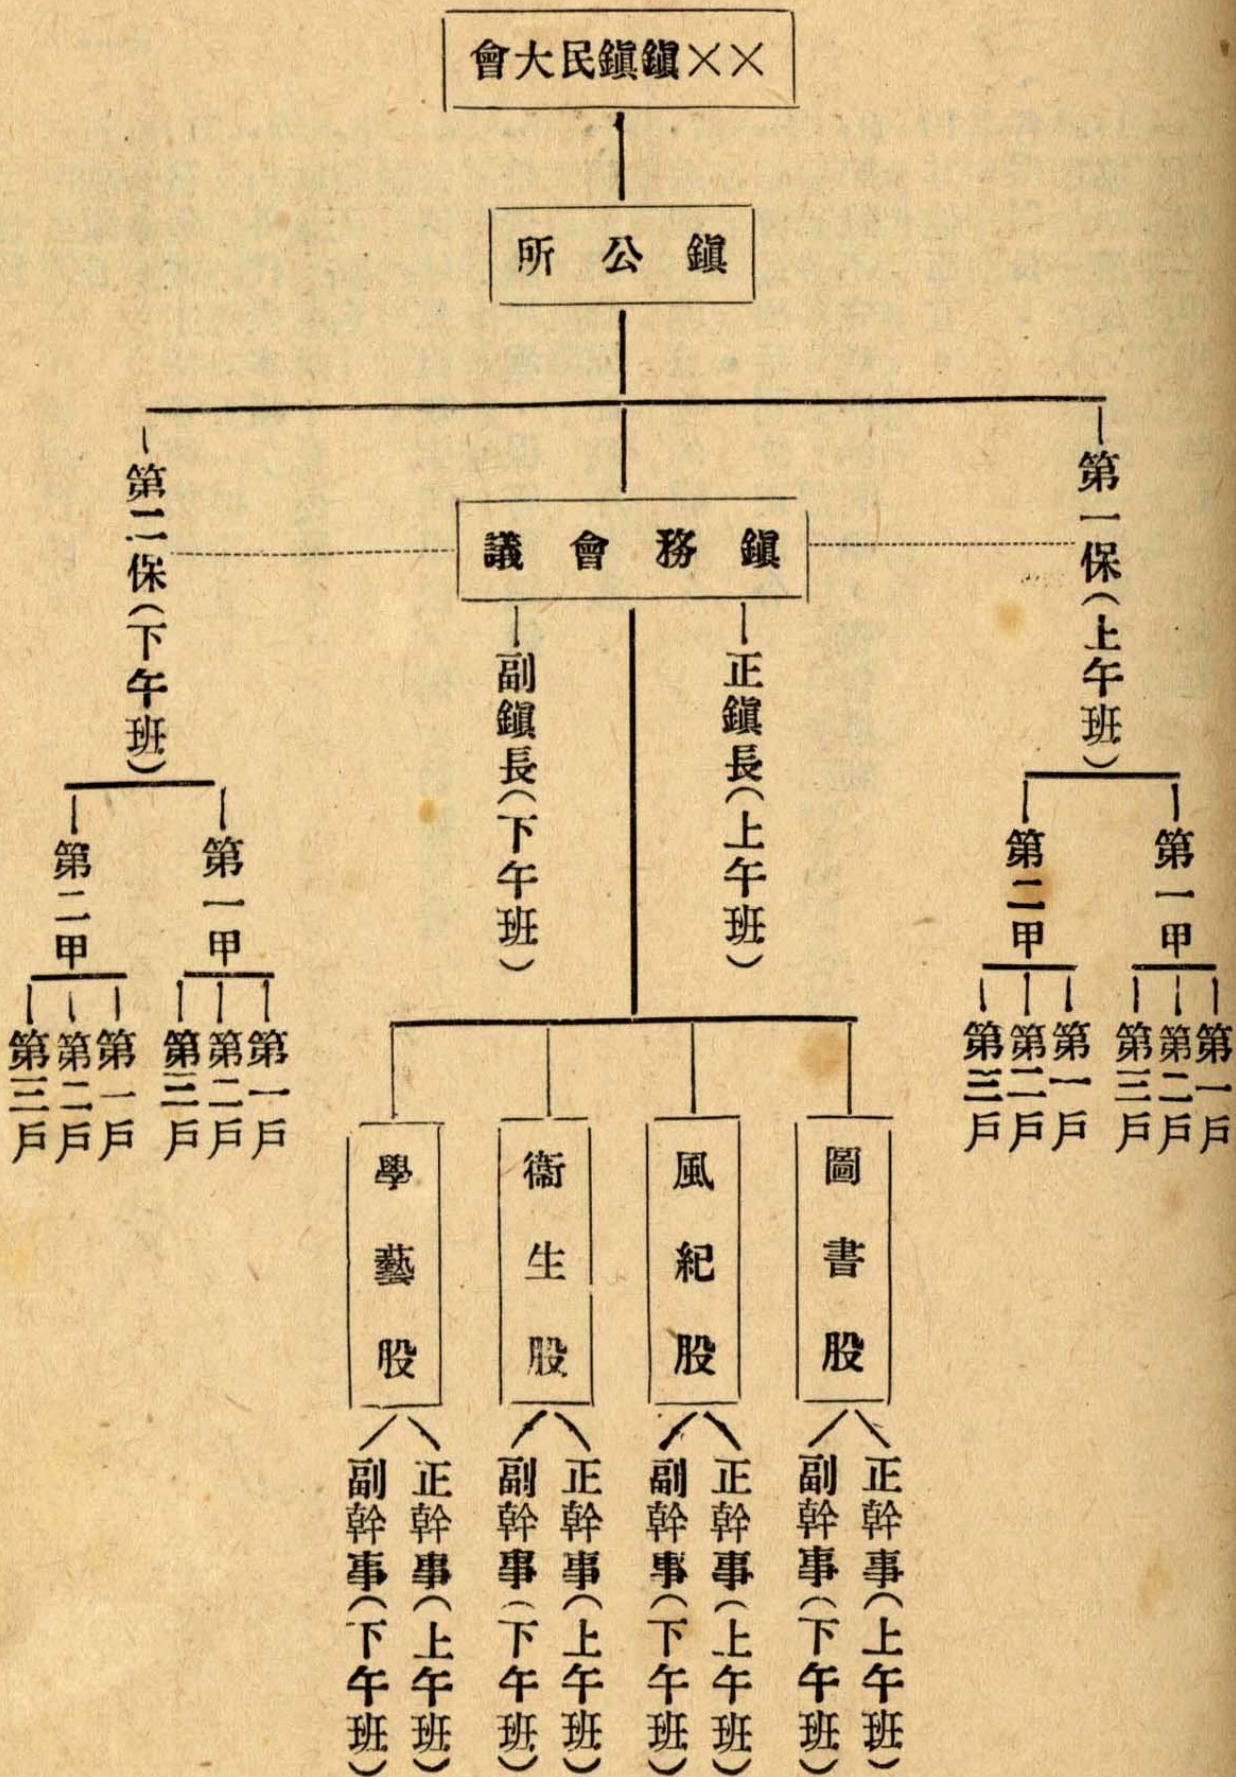 ××鎭鎭民大會
鎭公所
第一保(上午班)
鎭務會議
第二保(下午班)
正鎭長(上午班)
副鎭長(下午班)
第一甲
第二甲
第一甲
第二甲
第一戶
第二戶
第三戶
第一戶
第二戶
第三戶
第一戶
第二戶
第三戶
第一戶
第二戶
第三戶
圖書股
風紀股
衞生股
學藝股
正幹事(上午班)
副幹事(下午班)
正幹事(上午班)
副幹事(下午班)
正幹事(上午班)
副幹事(下午班)
正幹事(上午班)
副幹事(下午班)